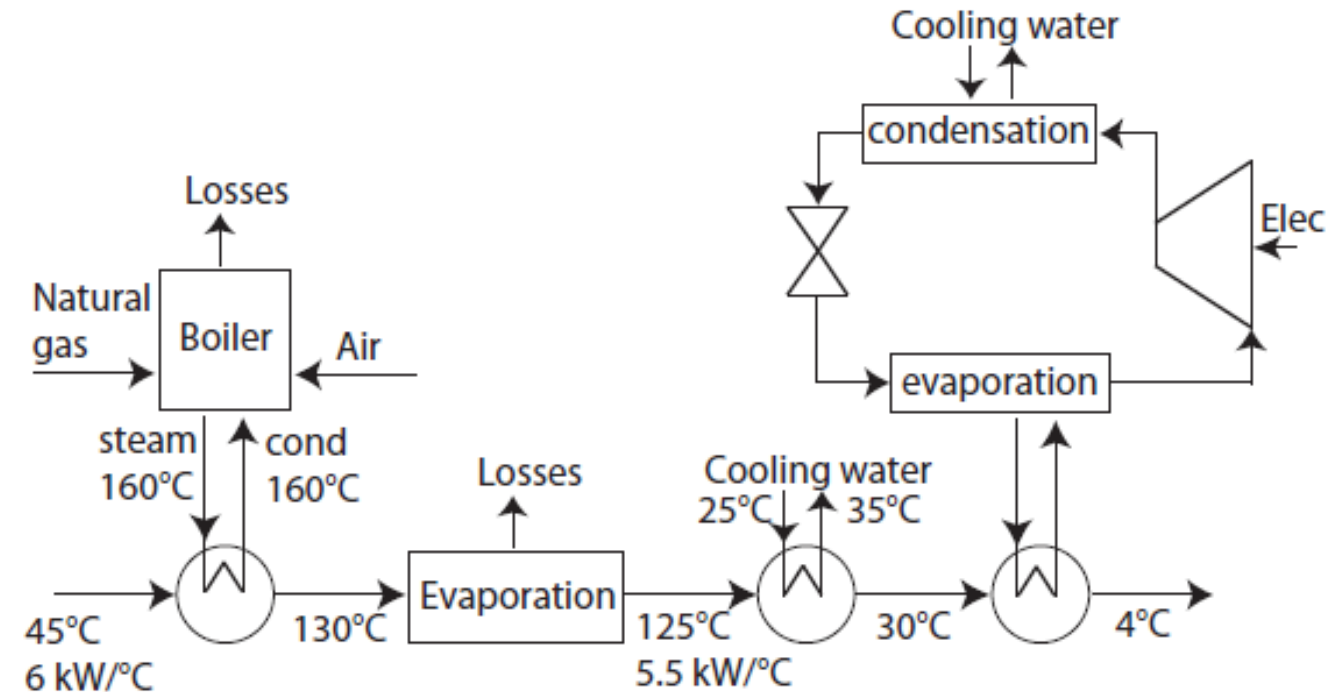 Cooling water
condensation
Losses
Elec
Natural
gas
Boiler
Air
evaporation
steam
160°C
cond
160°C
Losses
Cooling water
25°C
35°C
Evaporation
45°C
6 kW/°C
130°C
125°C
5.5 kW/°C
30°C
4°C